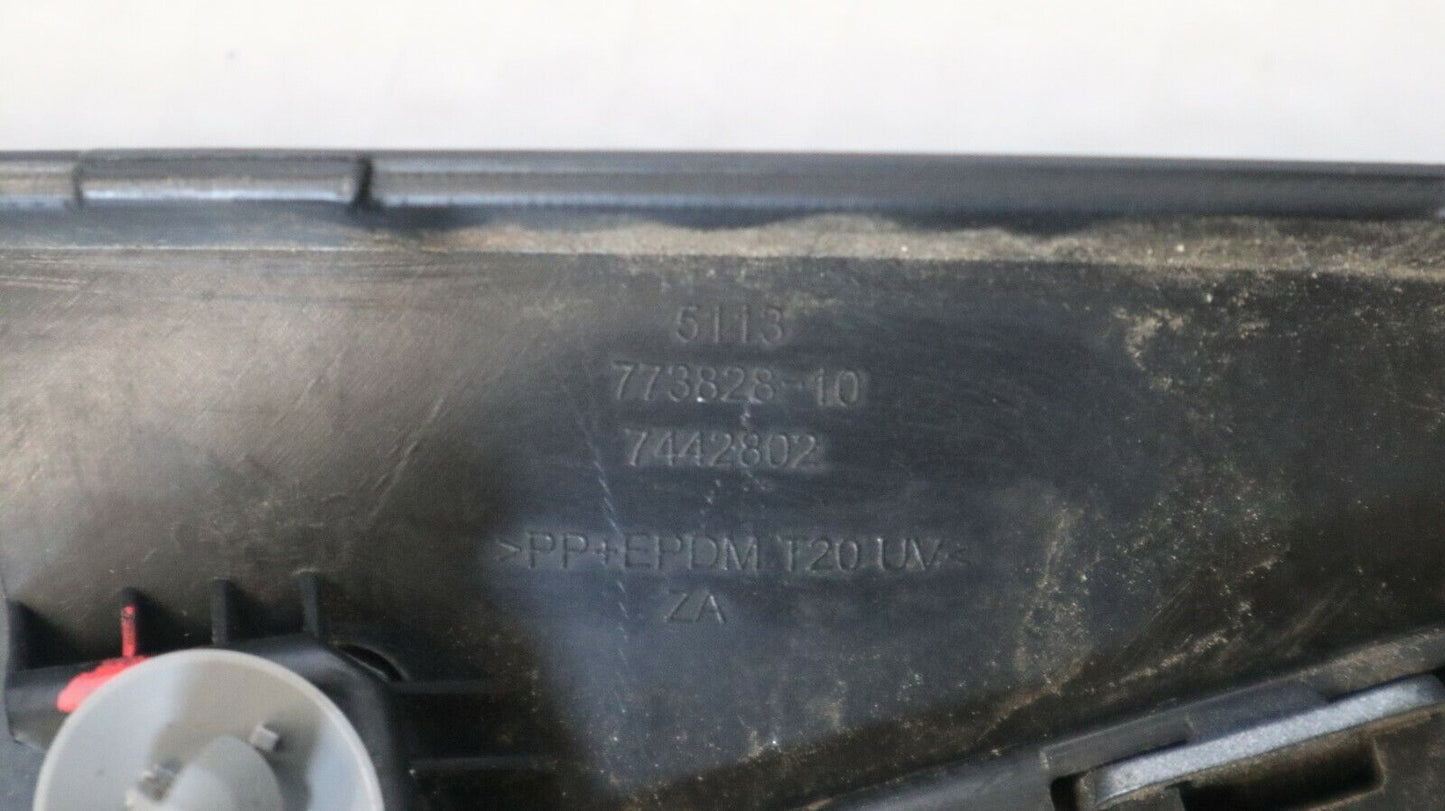 5113
773828-10
7442802
>PP+EPDM T20 UV<
ZA